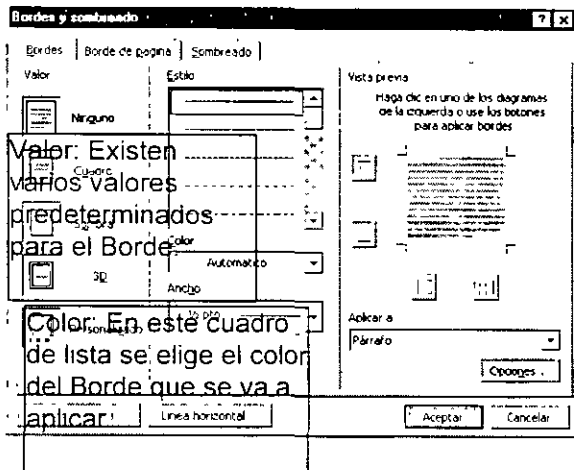 Bordes y sombreado
Bordes
Borde de página
Sombreado
Valor
Estilo
Vista previa
Haga clic en uno de los diagramas
de la izquierda o use los botones
para aplicar bordes
Ninguno
Valor: Existen
varios valores
predeterminados
para el Borde
Cuadro
3D
Color
Automático
Ancho
½ pto
Color: En este cuadro
de lista se elige el color
del Borde que se va a
aplicar
Aplicar a
Párrafo
Opciones
Línea horizontal
Aceptar
Cancelar